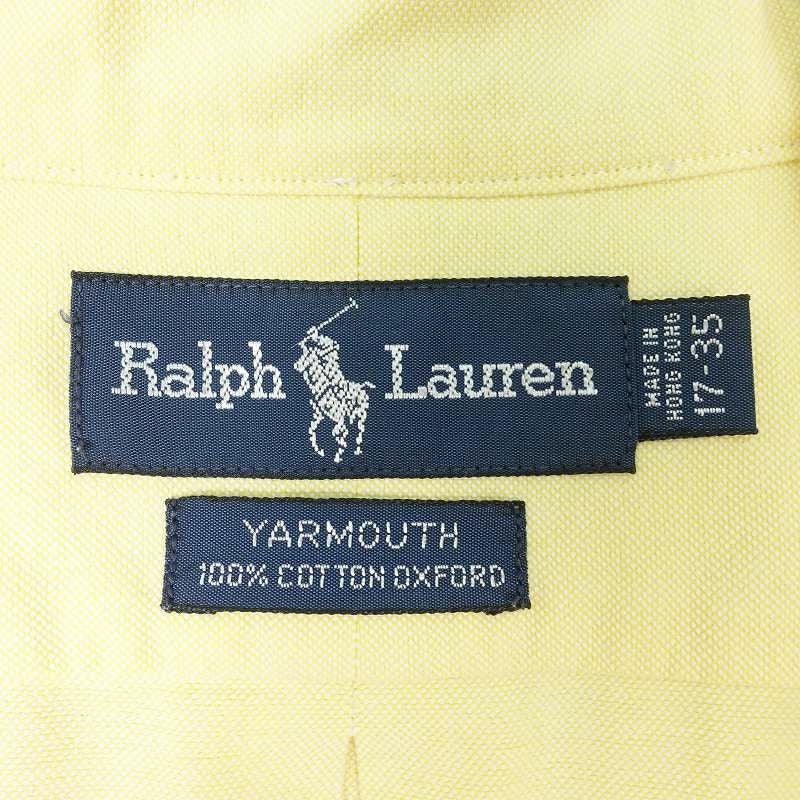 Ralph Lauren
MADE IN
HONG KONG
17-35
YARMOUTH
100% COTTON OXFORD